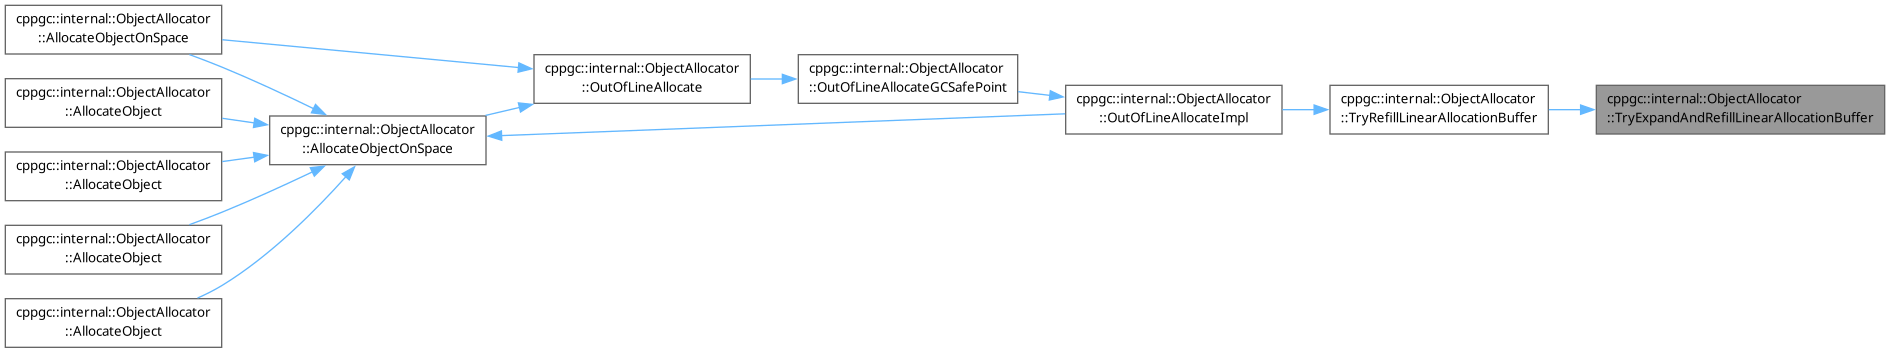 cppgc::internal::ObjectAllocator
::AllocateObjectOnSpace
cppgc::internal::ObjectAllocator
::AllocateObject
cppgc::internal::ObjectAllocator
::AllocateObject
cppgc::internal::ObjectAllocator
::AllocateObject
cppgc::internal::ObjectAllocator
::AllocateObject
cppgc::internal::ObjectAllocator
::AllocateObjectOnSpace
cppgc::internal::ObjectAllocator
::OutOfLineAllocate
cppgc::internal::ObjectAllocator
::OutOfLineAllocateGCSafePoint
cppgc::internal::ObjectAllocator
::OutOfLineAllocateImpl
cppgc::internal::ObjectAllocator
::TryRefillLinearAllocationBuffer
cppgc::internal::ObjectAllocator
::TryExpandAndRefillLinearAllocationBuffer